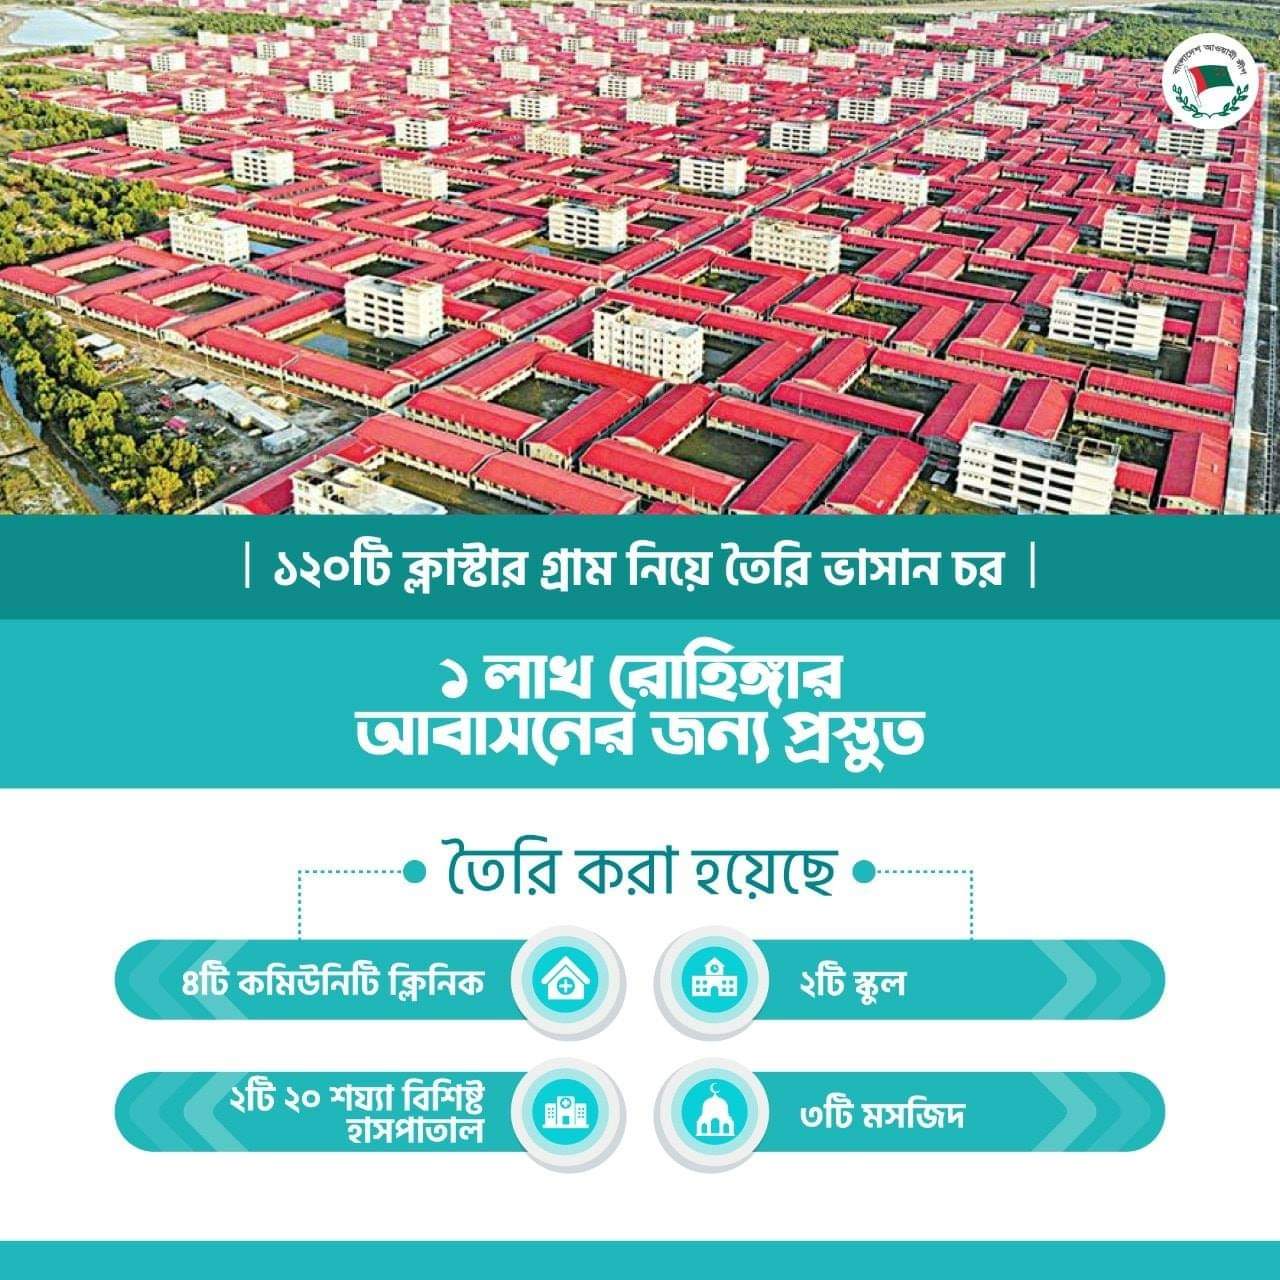 বাংলাদেশ আওয়ামী লীগ
| ১২০টি ক্লাস্টার গ্রাম নিয়ে তৈরি ভাসান চর |
১ লাখ রোহিঙ্গার
আবাসনের জন্য প্রস্তুত
তৈরি করা হয়েছে
৪টি কমিউনিটি ক্লিনিক
২টি স্কুল
২টি ২০ শয্যা বিশিষ্ট
হাসপাতাল
৩টি মসজিদ